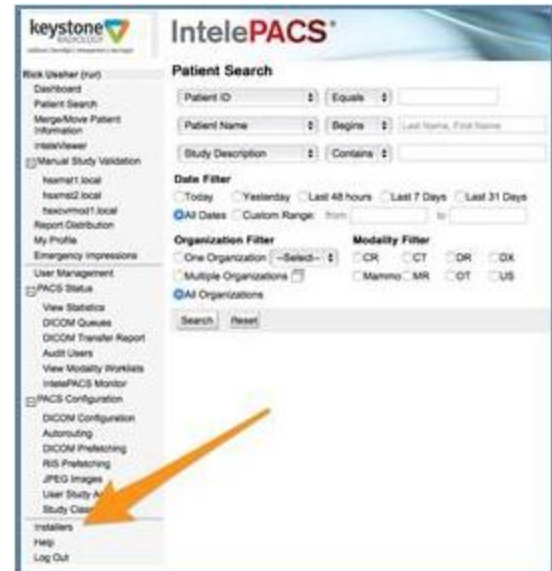 keystone
RADIOLOGY
IntelePACS
Rick Ussher (rur)
Dashboard
Patient Search
Merge/Move Patient
Information
InteleViewer
Manual Study Validation
hsxmst1.local
hsxmst2.local
Report Distribution
My Profile
Emergency Impressions
User Management
PACS Status
View Statistics
DICOM Queues
DICOM Transfer Report
Audit Users
View Modality Worklists
IntelePACS Monitor
PACS Configuration
DICOM Configuration
Autorouting
DICOM Prefetching
RIS Prefetching
JPEG Images
User Study
Study
Installers
Help
Log Out
Patient Search
Patient ID Equals
Patient Name Begins Last Name, First Name
Study Description Contains
Date Filter
Today Yesterday Last 48 hours Last 7 Days Last 31 Days
All Dates Custom Range: from to
Organization Filter Modality Filter
One Organization --Select-- CR CT DR DX
Multiple Organizations Mammo MR OT US
All Organizations
Search Reset